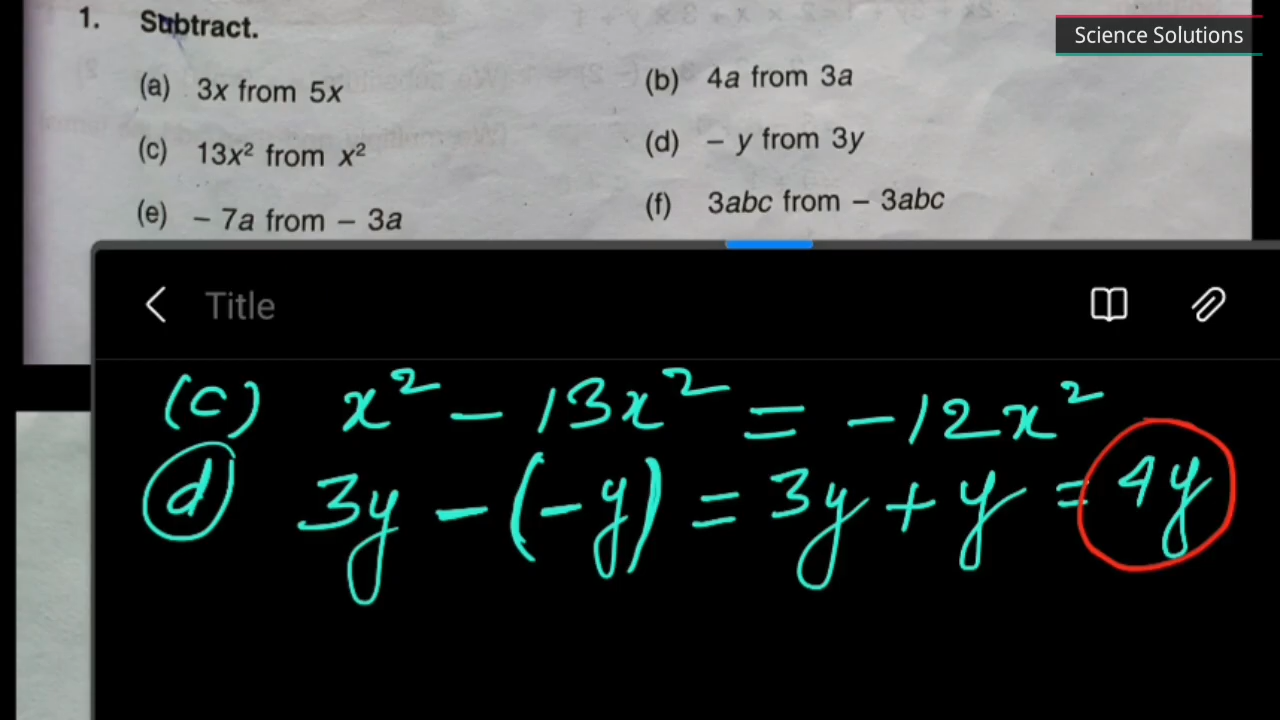 Science Solutions
1. Subtract.
(a) 3x from 5x
(b) 4a from 3a
(c) 13x² from x²
(d) – y from 3y
(e) – 7a from – 3a
(f) 3abc from – 3abc
Title
(c) x² – 13x² = –12x²
(d) 3y – (–y) = 3y + y = 4y